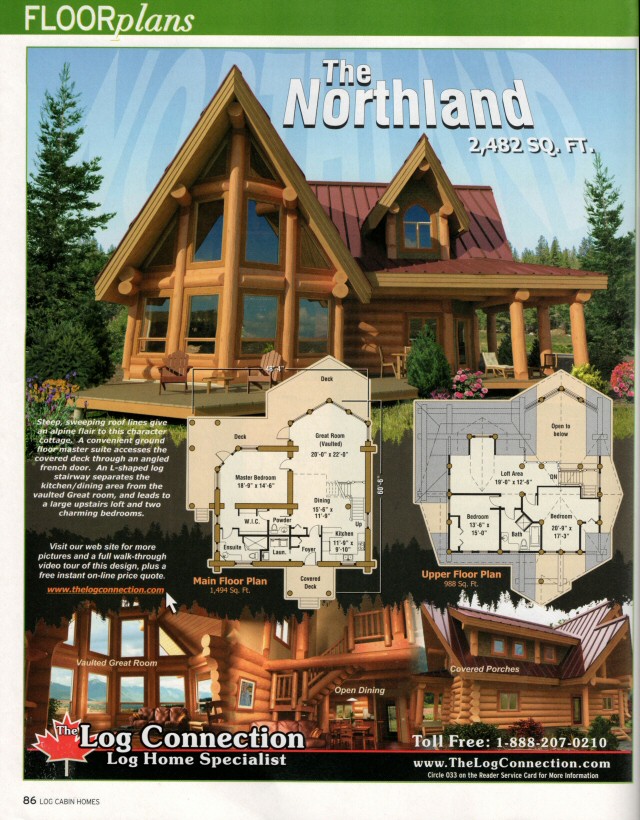 FLOORplans
The
Northland
2,482 SQ. FT.
Steep, sweeping roof lines give
an alpine flair to this character
cottage. A convenient ground
floor master suite accesses the
covered deck through an angled
french door. An L-shaped log
stairway separates the
kitchen/dining area from the
vaulted Great room, and leads to
a large upstairs loft and two
charming bedrooms.
Visit our web site for more
pictures and a full walk-through
video tour of this design, plus a
free instant on-line price quote.
www.thelogconnection.com
Deck
Deck
Great Room
(Vaulted)
20'-0" x 22'-8"
60'-6"
Master Bedroom
18'-9" x 14'-6"
Dining
15'-6" x
11'-6"
Up
W.I.C.
Powder
Kitchen
11'-9" x
9'-10"
Ensuite
Laun.
Foyer
Covered
Deck
Main Floor Plan
1,494 Sq. Ft.
Open to
below
Loft Area
19'-0" x 12'-6"
DN
Bedroom
13'-6" x
15'-0"
Bath
Bedroom
20'-9" x
17'-3"
Upper Floor Plan
988 Sq. Ft.
Vaulted Great Room
Open Dining
Covered Porches
The Log Connection
Log Home Specialist
Toll Free: 1-888-207-0210
www.TheLogConnection.com
Circle 033 on the Reader Service Card for More Information
86 LOG CABIN HOMES